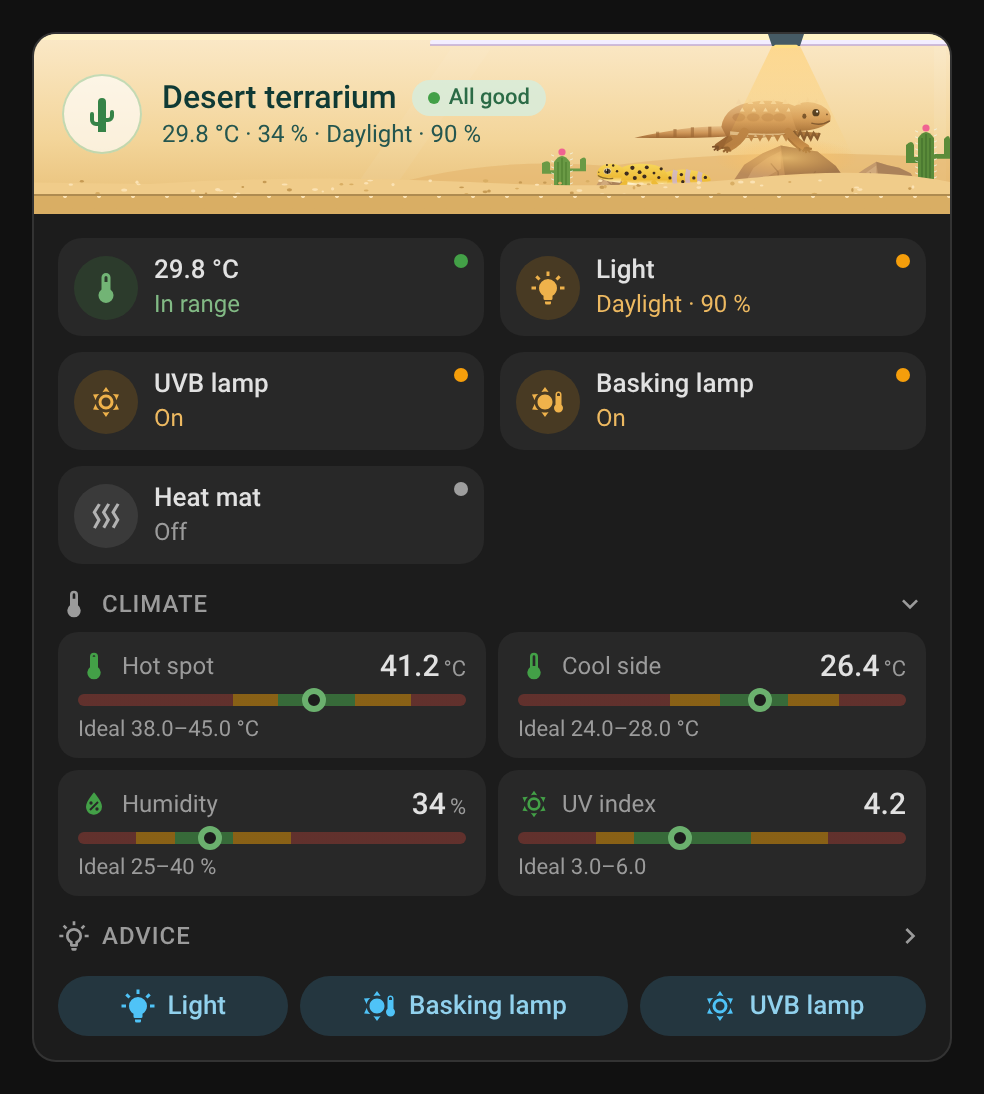 Desert terrarium
All good
29.8 °C · 34 % · Daylight · 90 %
29.8 °C
In range
Light
Daylight · 90 %
UVB lamp
On
Basking lamp
On
Heat mat
Off
CLIMATE
Hot spot 41.2 °C
Ideal 38.0–45.0 °C
Cool side 26.4 °C
Ideal 24.0–28.0 °C
Humidity 34 %
Ideal 25–40 %
UV index 4.2
Ideal 3.0–6.0
ADVICE
Light
Basking lamp
UVB lamp